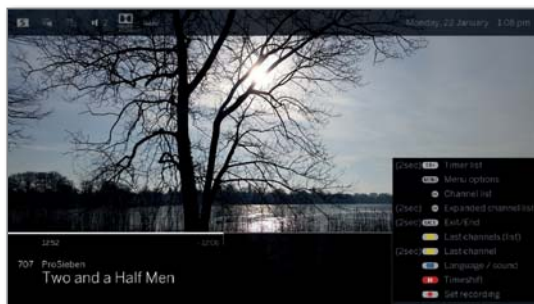 S 2 Monday, 22 January 1:08 pm
(2sec) Timer list
MENU Menu options
Channel list
(2sec) Expanded channel list
(2sec) Exit/End
Last channels (list)
(2sec) Last channel
Language / sound
Timeshift
Set recording
12:52
707 ProSieben
Two and a Half Men